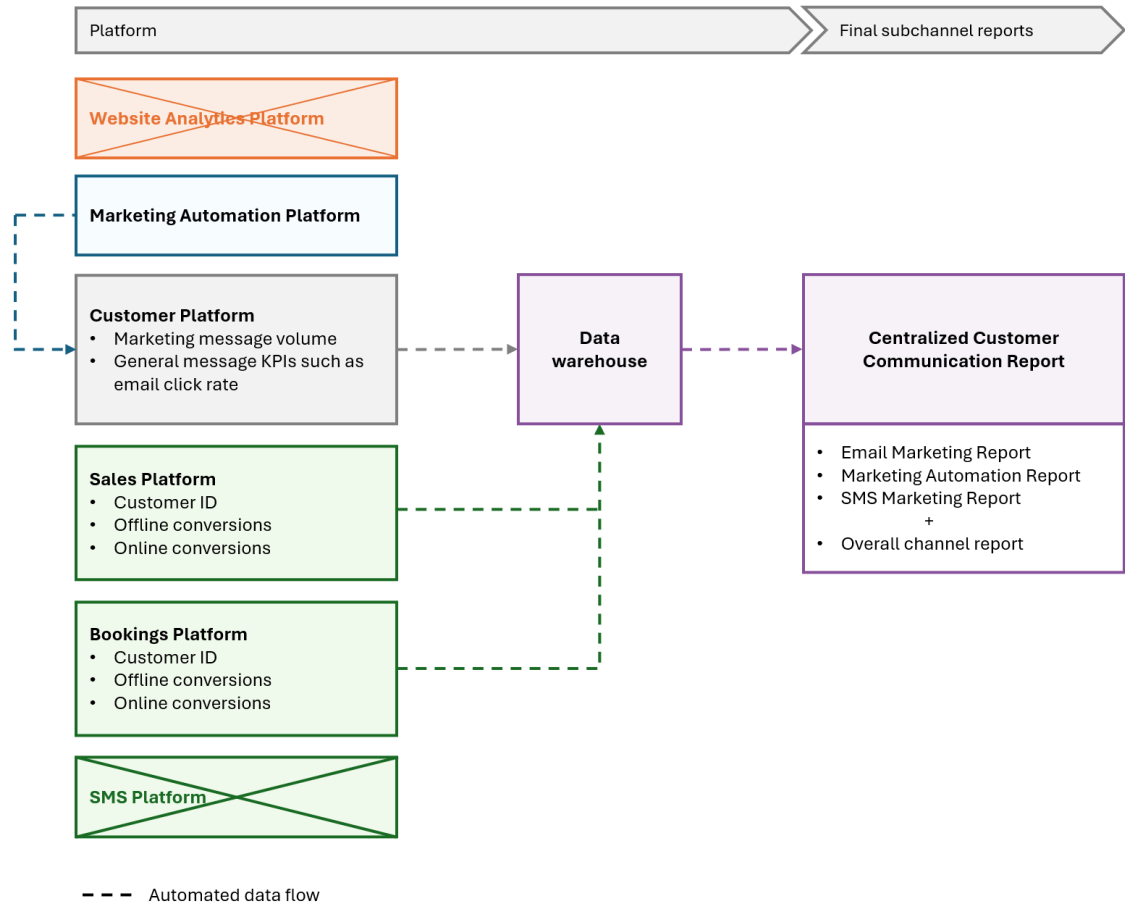 Platform
Final subchannel reports
Website Analytics Platform
Marketing Automation Platform
Customer Platform
• Marketing message volume
• General message KPIs such as
email click rate
Data
warehouse
Centralized Customer
Communication Report
• Email Marketing Report
• Marketing Automation Report
• SMS Marketing Report
+
• Overall channel report
Sales Platform
• Customer ID
• Offline conversions
• Online conversions
Bookings Platform
• Customer ID
• Offline conversions
• Online conversions
SMS Platform
Automated data flow